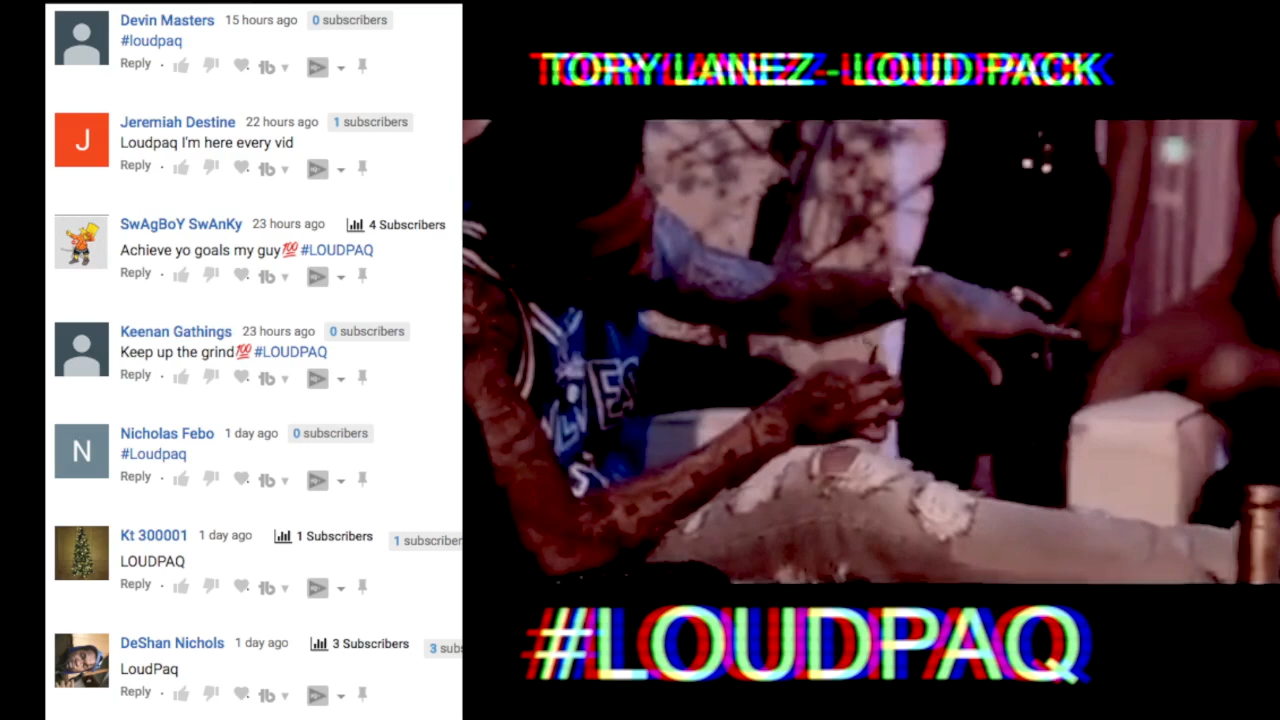 Devin Masters 15 hours ago 0 subscribers
#loudpaq
Reply
Jeremiah Destine 22 hours ago 1 subscribers
Loudpaq I'm here every vid
Reply
SwAgBoY SwAnKy 23 hours ago 4 Subscribers
Achieve yo goals my guy💯 #LOUDPAQ
Reply
Keenan Gathings 23 hours ago 0 subscribers
Keep up the grind💯 #LOUDPAQ
Reply
N
Nicholas Febo 1 day ago 0 subscribers
#Loudpaq
Reply
Kt 300001 1 day ago 1 Subscribers 1 subscriber
LOUDPAQ
Reply
DeShan Nichols 1 day ago 3 Subscribers 3 subs
LoudPaq
Reply
J
TORY LANEZ - LOUD PACK
#LOUDPAQ